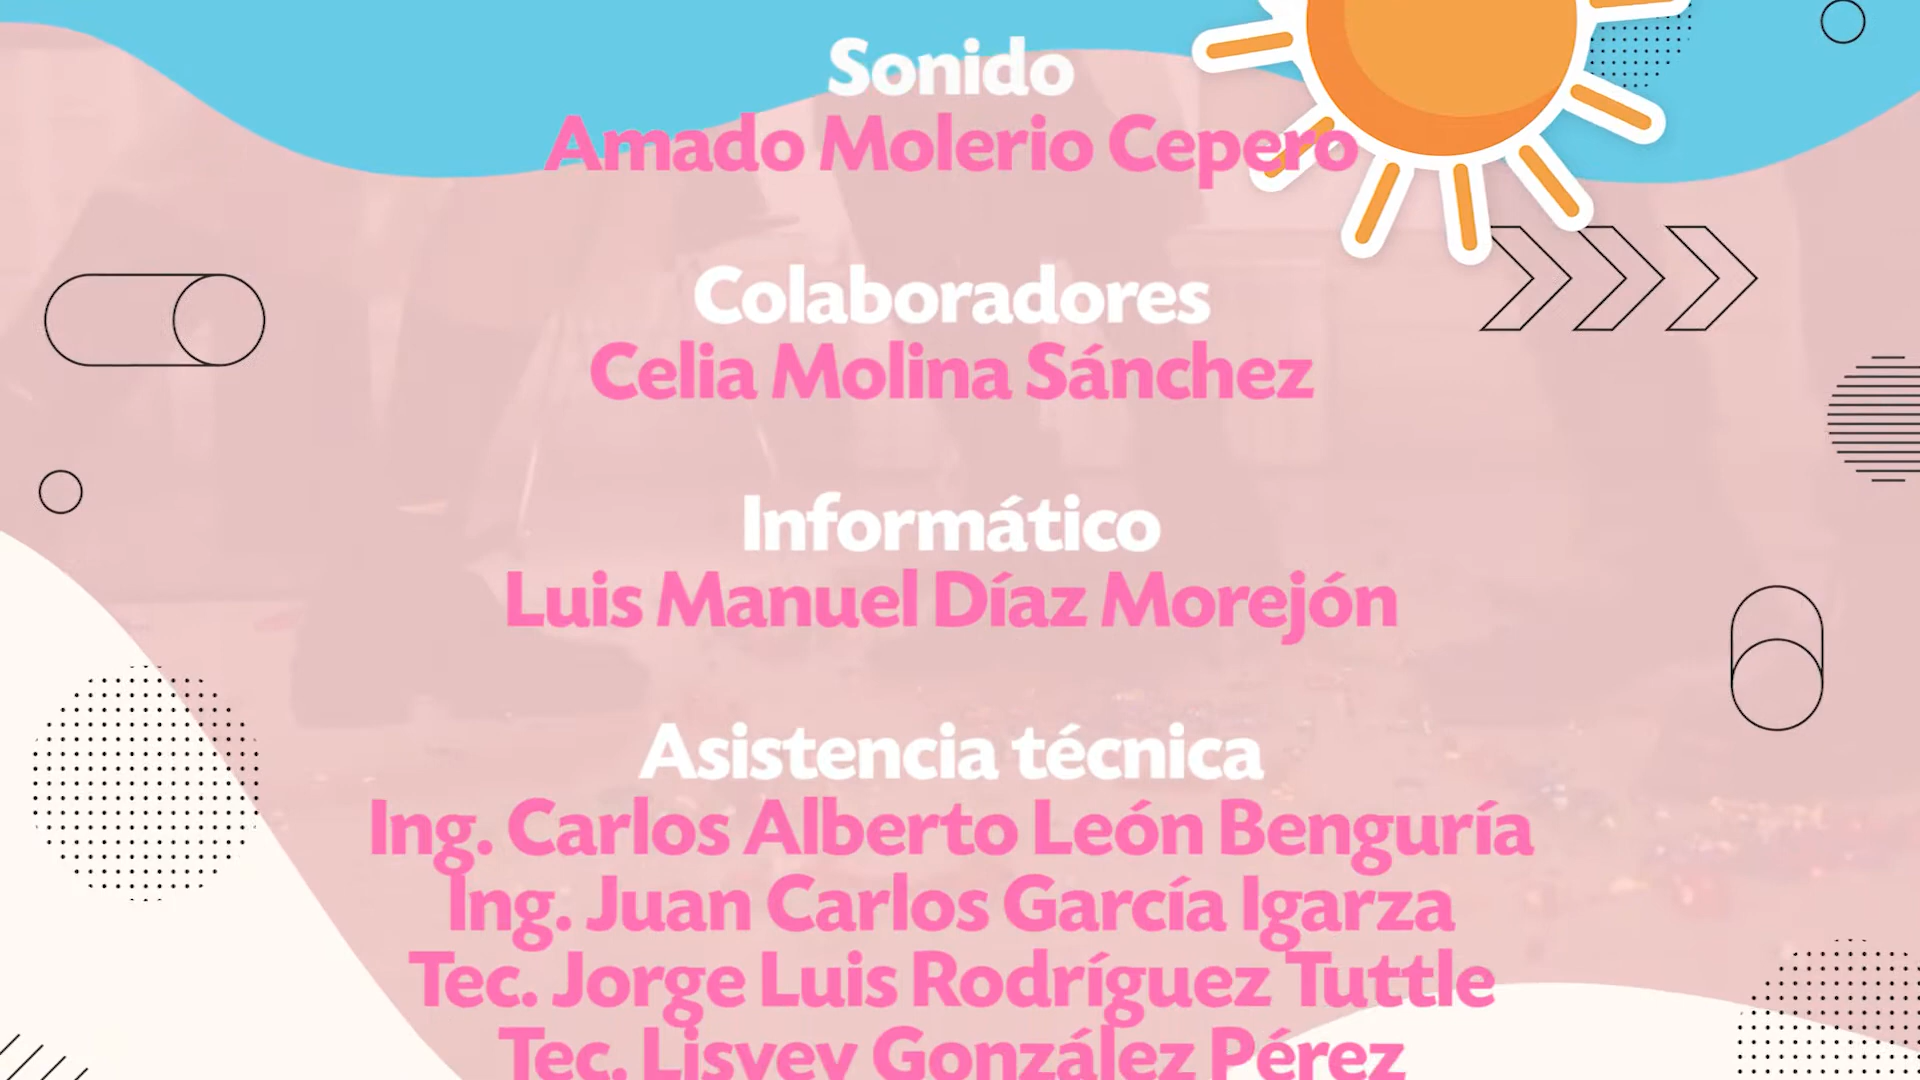 Sonido
Amado Molerio Cepero
Colaboradores
Celia Molina Sánchez
Informático
Luis Manuel Díaz Morejón
Asistencia técnica
Ing. Carlos Alberto León Benguría
Ing. Juan Carlos García Igarza
Tec. Jorge Luis Rodríguez Tuttle
Tec. Lisvey González Pérez